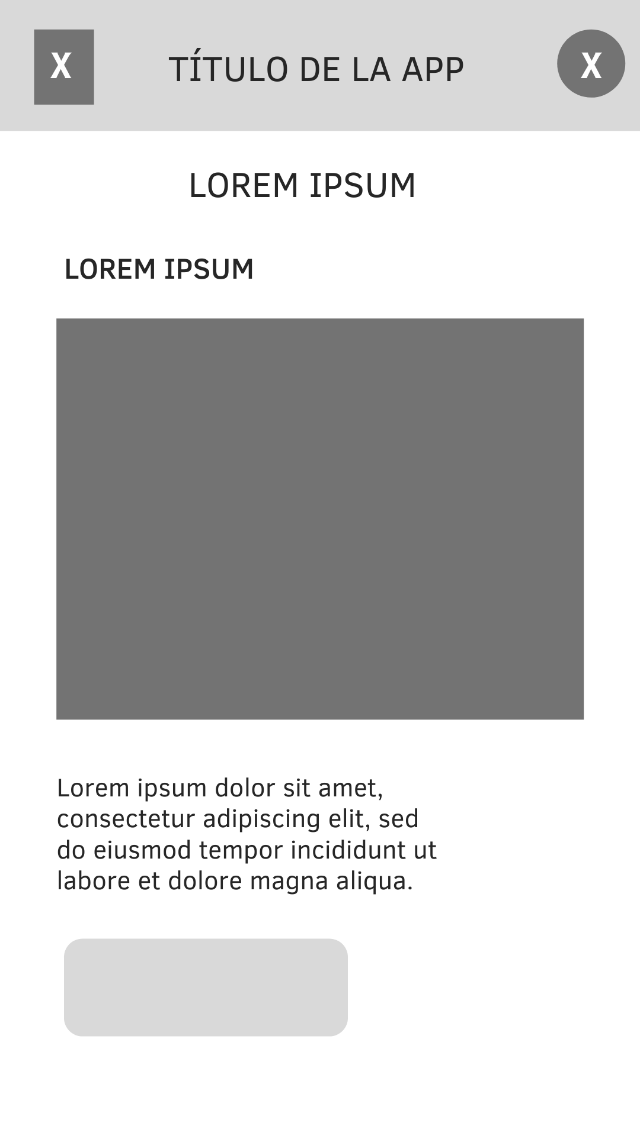 X
TÍTULO DE LA APP
X
LOREM IPSUM
LOREM IPSUM
Lorem ipsum dolor sit amet,
consectetur adipiscing elit, sed
do eiusmod tempor incididunt ut
labore et dolore magna aliqua.